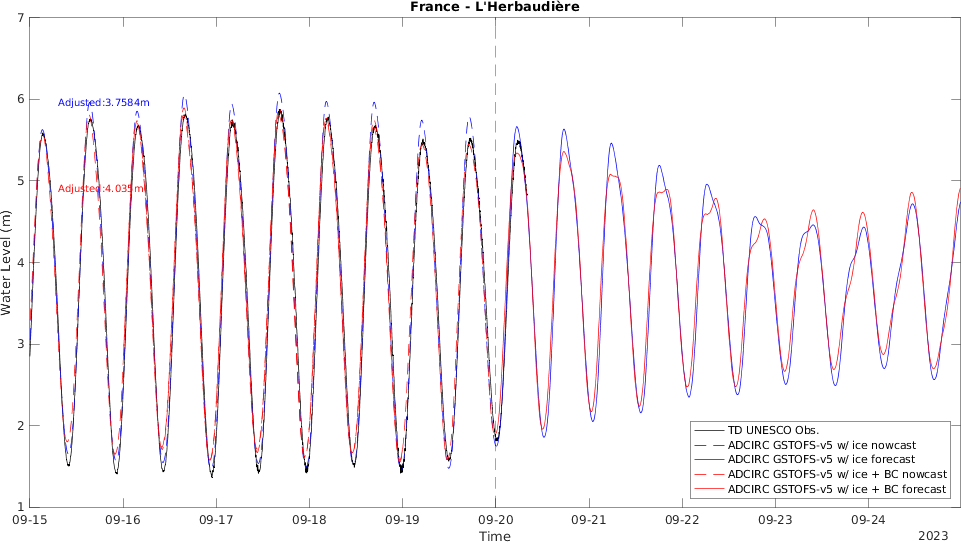 France - L'Herbaudière
7
6
5
4
3
2
1
Water Level (m)
Adjusted:3.7584m
Adjusted:4.035m
TD UNESCO Obs.
ADCIRC GSTOFS-v5 w/ ice nowcast
ADCIRC GSTOFS-v5 w/ ice forecast
ADCIRC GSTOFS-v5 w/ ice + BC nowcast
ADCIRC GSTOFS-v5 w/ ice + BC forecast
09-15 09-16 09-17 09-18 09-19 09-20 09-21 09-22 09-23 09-24
Time
2023